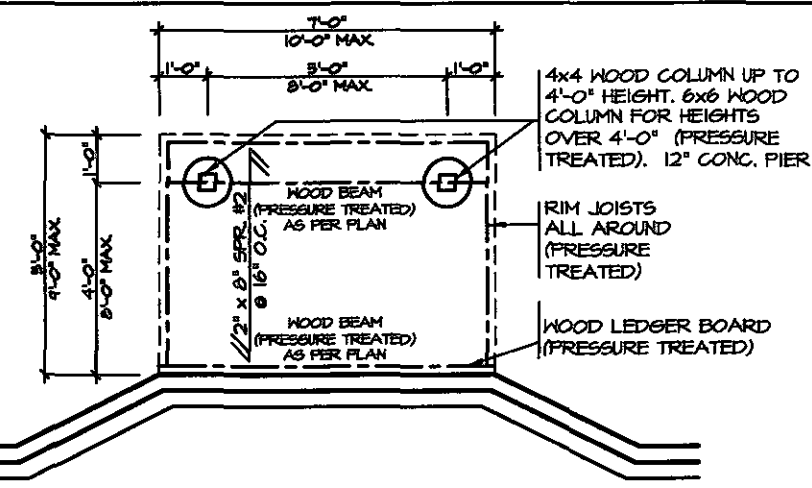 7'-0"
10'-0" MAX.
1'-0"
5'-0"
8'-0" MAX.
1'-0"
4x4 WOOD COLUMN UP TO
4'-0" HEIGHT. 6x6 WOOD
COLUMN FOR HEIGHTS
OVER 4'-0" (PRESSURE
TREATED). 12" CONC. PIER
1'-0"
5'-0"
9'-0" MAX.
4'-0"
8'-0" MAX.
2" x 8" SPR. #2
@ 16" O.C.
WOOD BEAM
(PRESSURE TREATED)
AS PER PLAN
RIM JOISTS
ALL AROUND
(PRESSURE
TREATED)
WOOD BEAM
(PRESSURE TREATED)
AS PER PLAN
WOOD LEDGER BOARD
(PRESSURE TREATED)